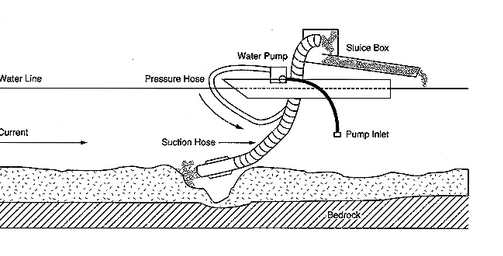 Sluice Box
Water Pump
Water Line
Pressure Hose
Current
Pump Inlet
Suction Hose
Bedrock